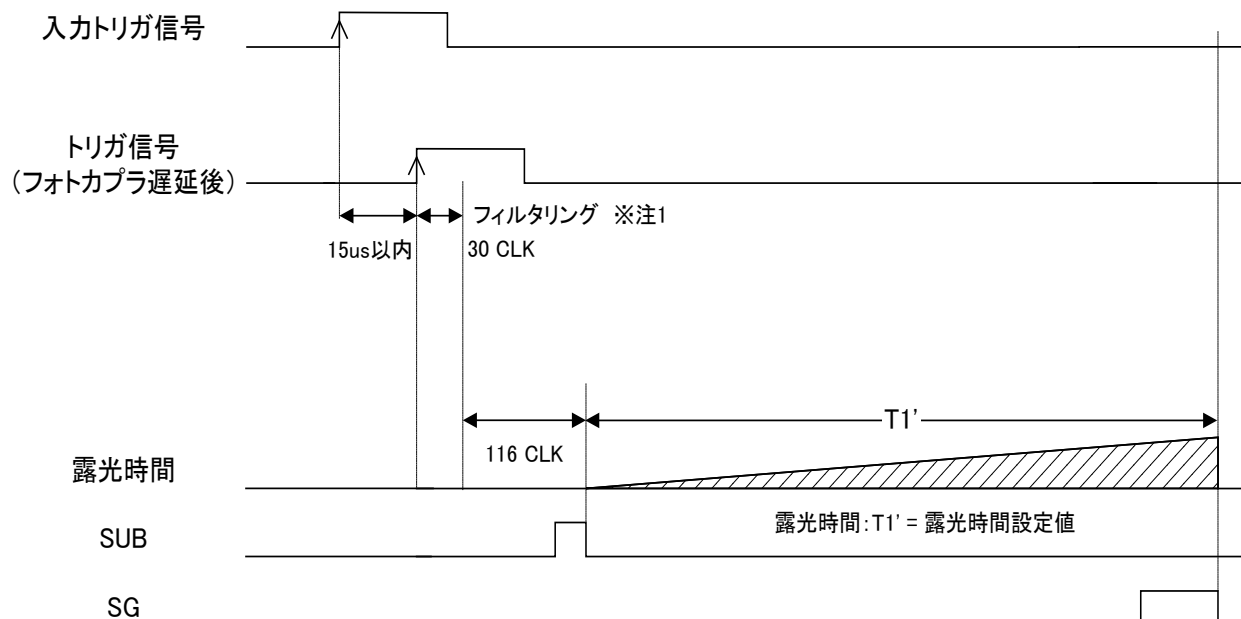 入力トリガ信号
トリガ信号
(フォトカプラ遅延後)
フィルタリング ※注1
15us以内
30 CLK
T1'
116 CLK
露光時間
露光時間:T1' = 露光時間設定値
SUB
SG